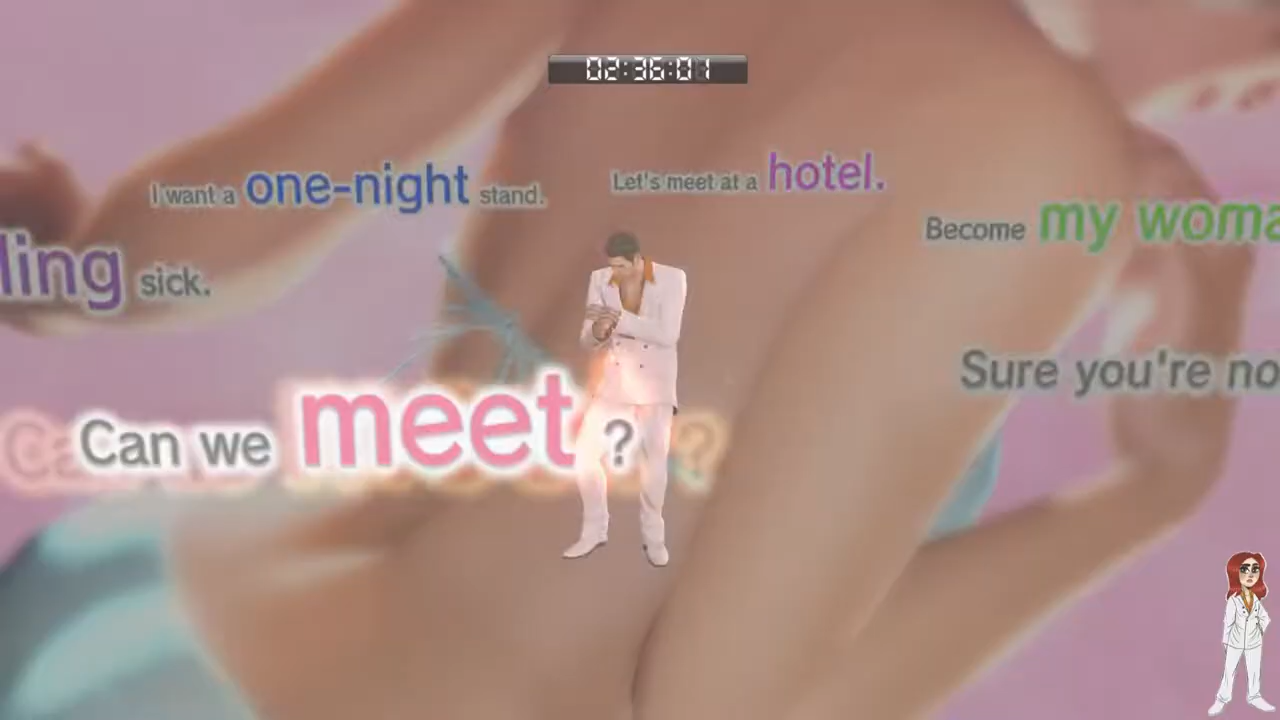 02:36:01
Let's meet at a hotel.
I want a one-night stand.
Become my woma
ling sick.
Sure you're no
Can we meet ?